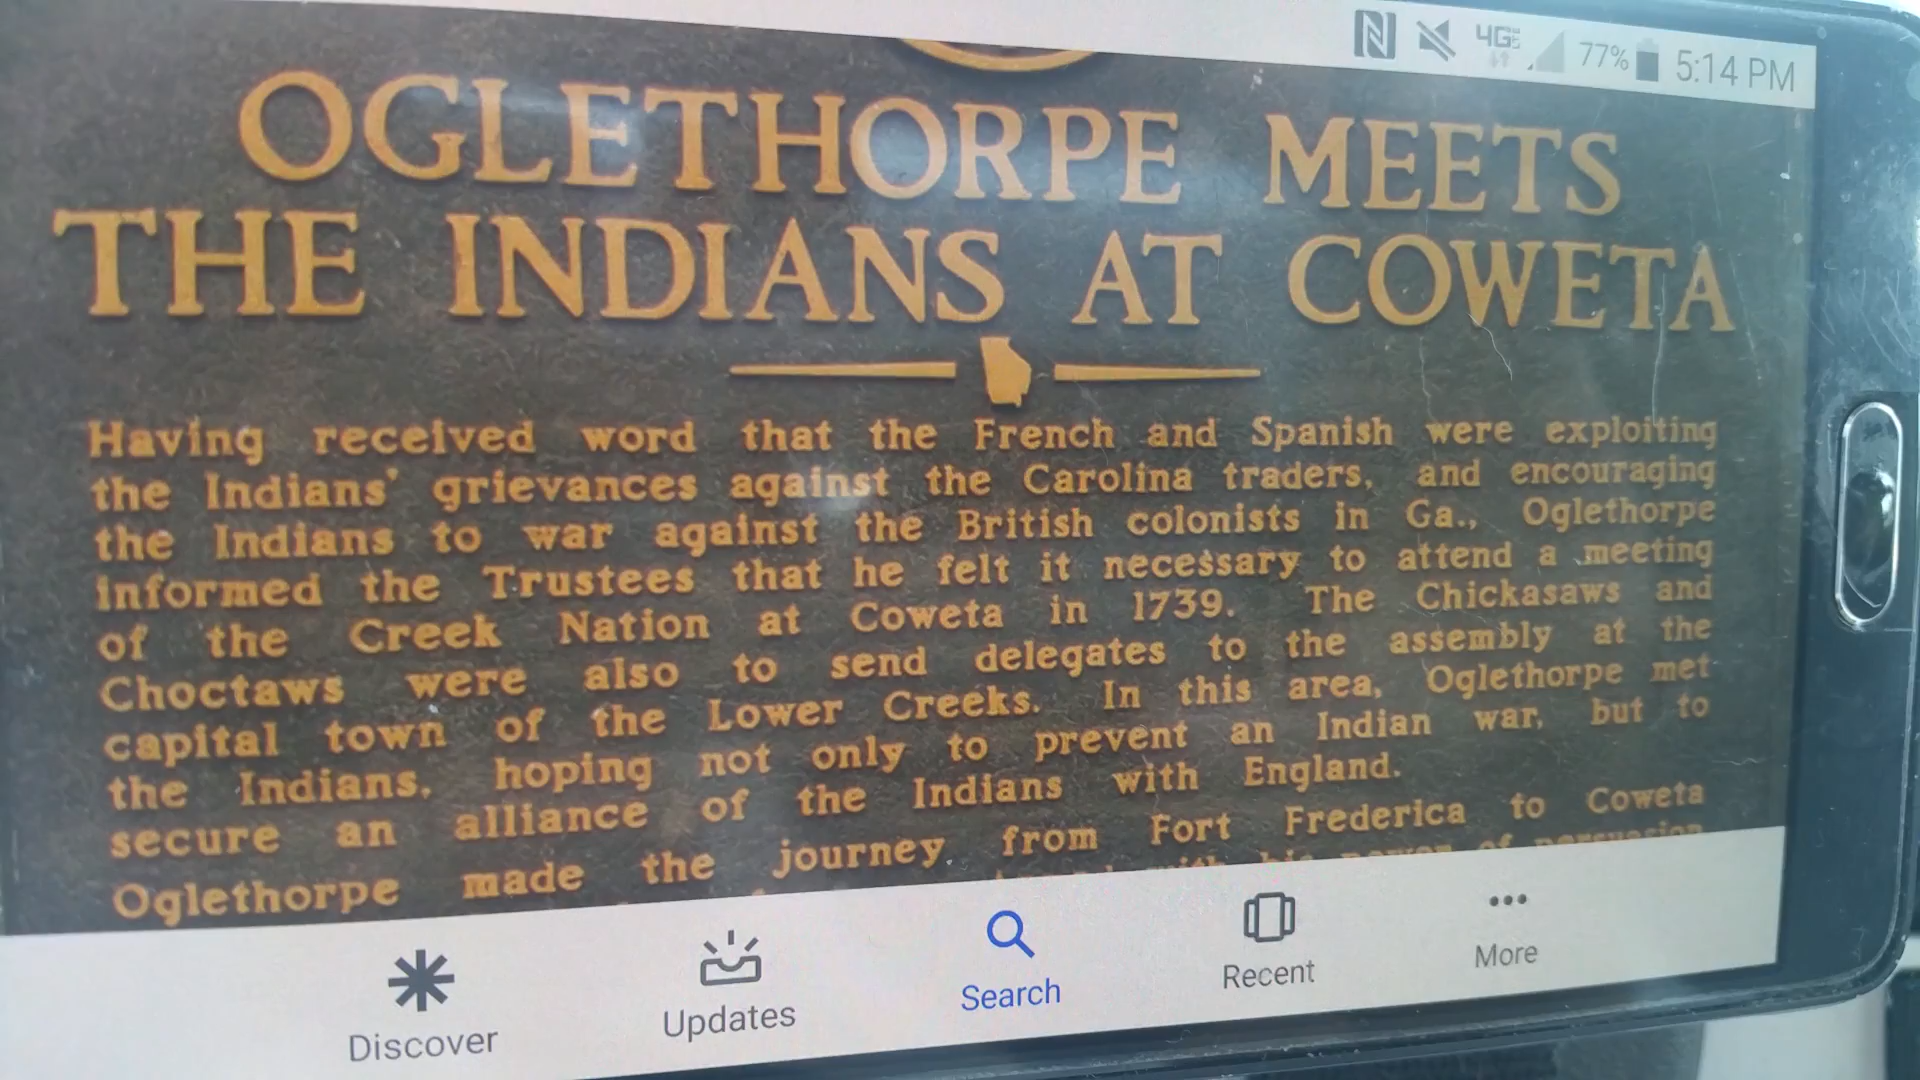 4G 77% 5:14 PM
OGLETHORPE MEETS
THE INDIANS AT COWETA
Having received word that the French and Spanish were exploiting
the Indians' grievances against the Carolina traders, and encouraging
the Indians to war against the British colonists in Ga., Oglethorpe
informed the Trustees that he felt it necessary to attend a meeting
of the Creek Nation at Coweta in 1739. The Chickasaws and
Choctaws were also to send delegates to the assembly at the
capital town of the Lower Creeks. In this area, Oglethorpe met
the Indians, hoping not only to prevent an Indian war, but to
secure an alliance of the Indians with England.
Oglethorpe made the journey from Fort Frederica to Coweta
with his power of persuasion
Discover
Updates
Search
Recent
More